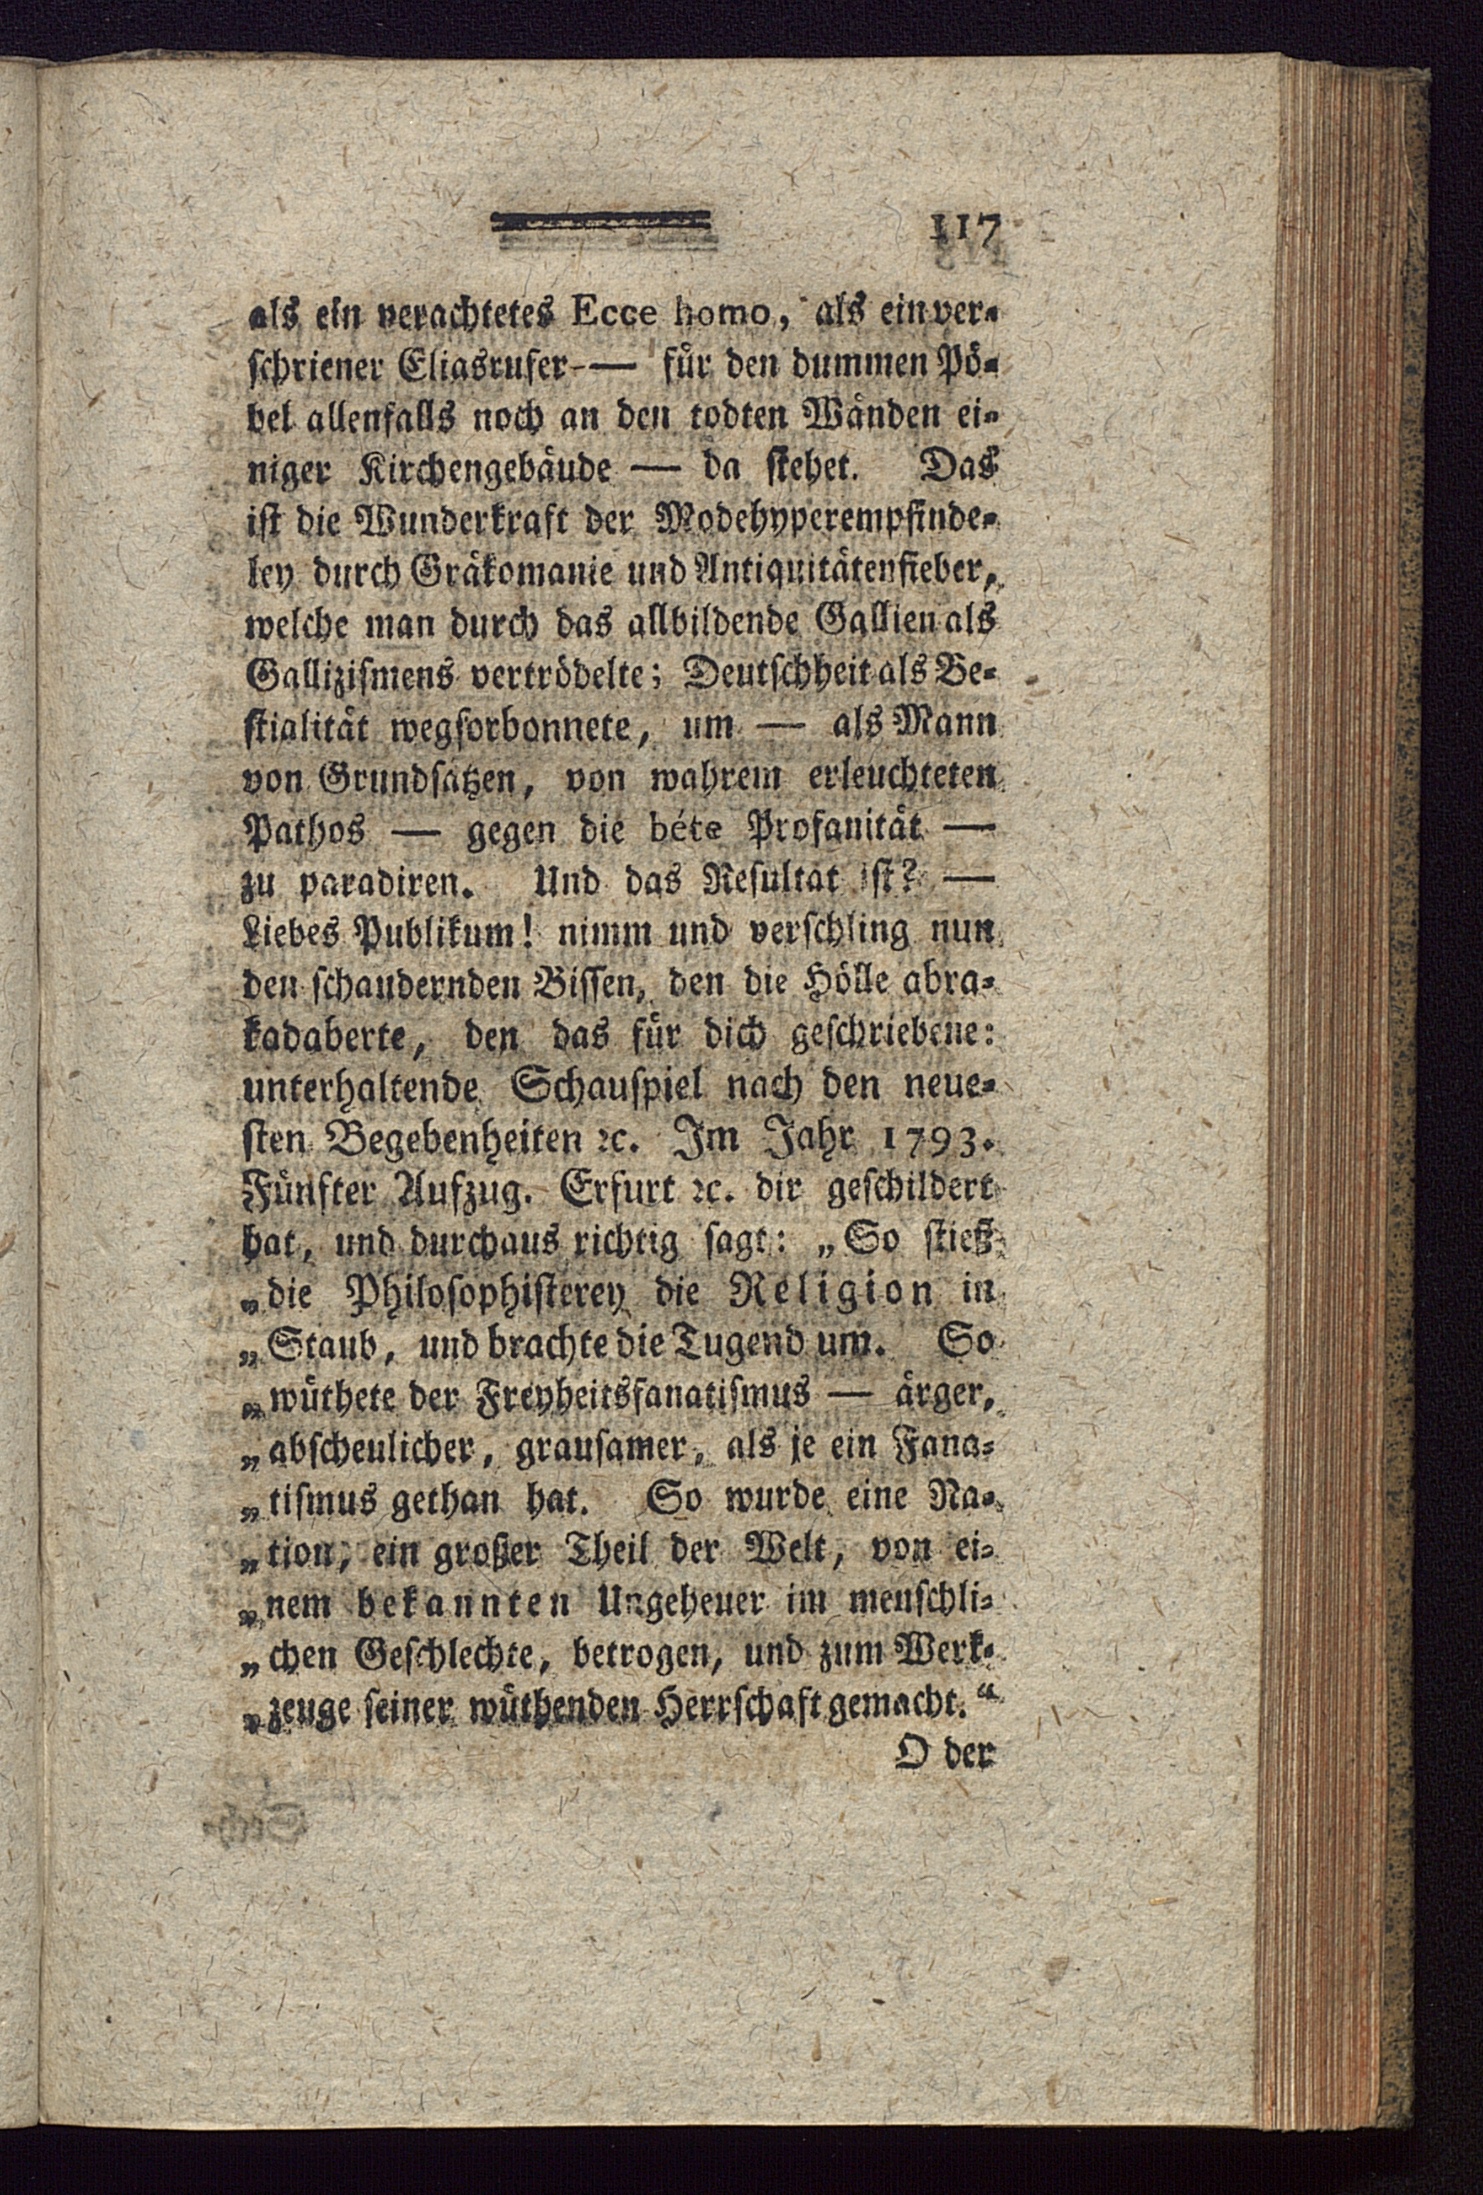 117
als ein verachtetes Ecce homo, als ein ver-
schriener Eliasrufer — für den dummen Pö-
bel allenfalls noch an den todten Wänden ei-
niger Kirchengebäude — da stehet. Das
ist die Wunderkraft der Modehyperempfinde-
ley durch Gräkomanie und Antiquitätenfieber,
welche man durch das allbildende Gallien als
Gallizismens vertrödelte; Deutschheit als Be-
stialität wegsorbonnete, um — als Mann
von Grundsätzen, von wahrem erleuchteten
Pathos — gegen die béte Profanität —
zu paradiren. Und das Resultat ist? —
Liebes Publikum! nimm und verschling nun
den schaudernden Bissen, den die Hölle abra-
kadaberte, den das für dich geschriebene:
unterhaltende Schauspiel nach den neue-
sten Begebenheiten ꝛc. Im Jahr 1793.
Fünfter Aufzug. Erfurt ꝛc. dir geschildert
hat, und durchaus richtig sagt: „So stieß
„die Philosophisterey die Religion in
„Staub, und brachte die Tugend um. So
„wüthete der Freyheitsfanatismus — ärger,
„abscheulicher, grausamer, als je ein Fana-
„tismus gethan hat. So wurde eine Na-
„tion, ein großer Theil der Welt, von ei-
„nem bekannten Ungeheuer im menschli-
„chen Geschlechte, betrogen, und zum Werk-
„zeuge seiner wüthenden Herrschaft gemacht.“
O der